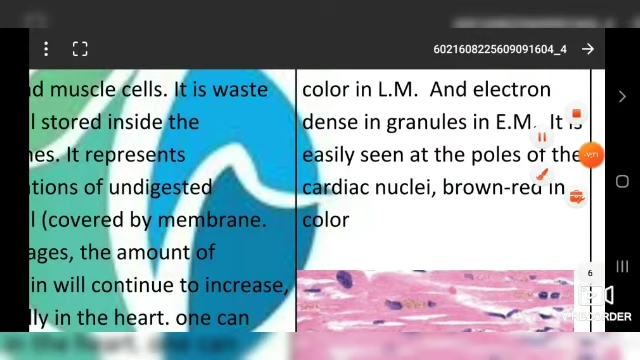 6021608225609091604_4
nd muscle cells. It is waste
l stored inside the
nes. It represents
tions of undigested
l (covered by membrane.
ages, the amount of
in will continue to increase,
lly in the heart. one can
color in L.M. And electron
dense in granules in E.M. It is
easily seen at the poles of the
cardiac nuclei, brown-red in
color
6
RECORDER